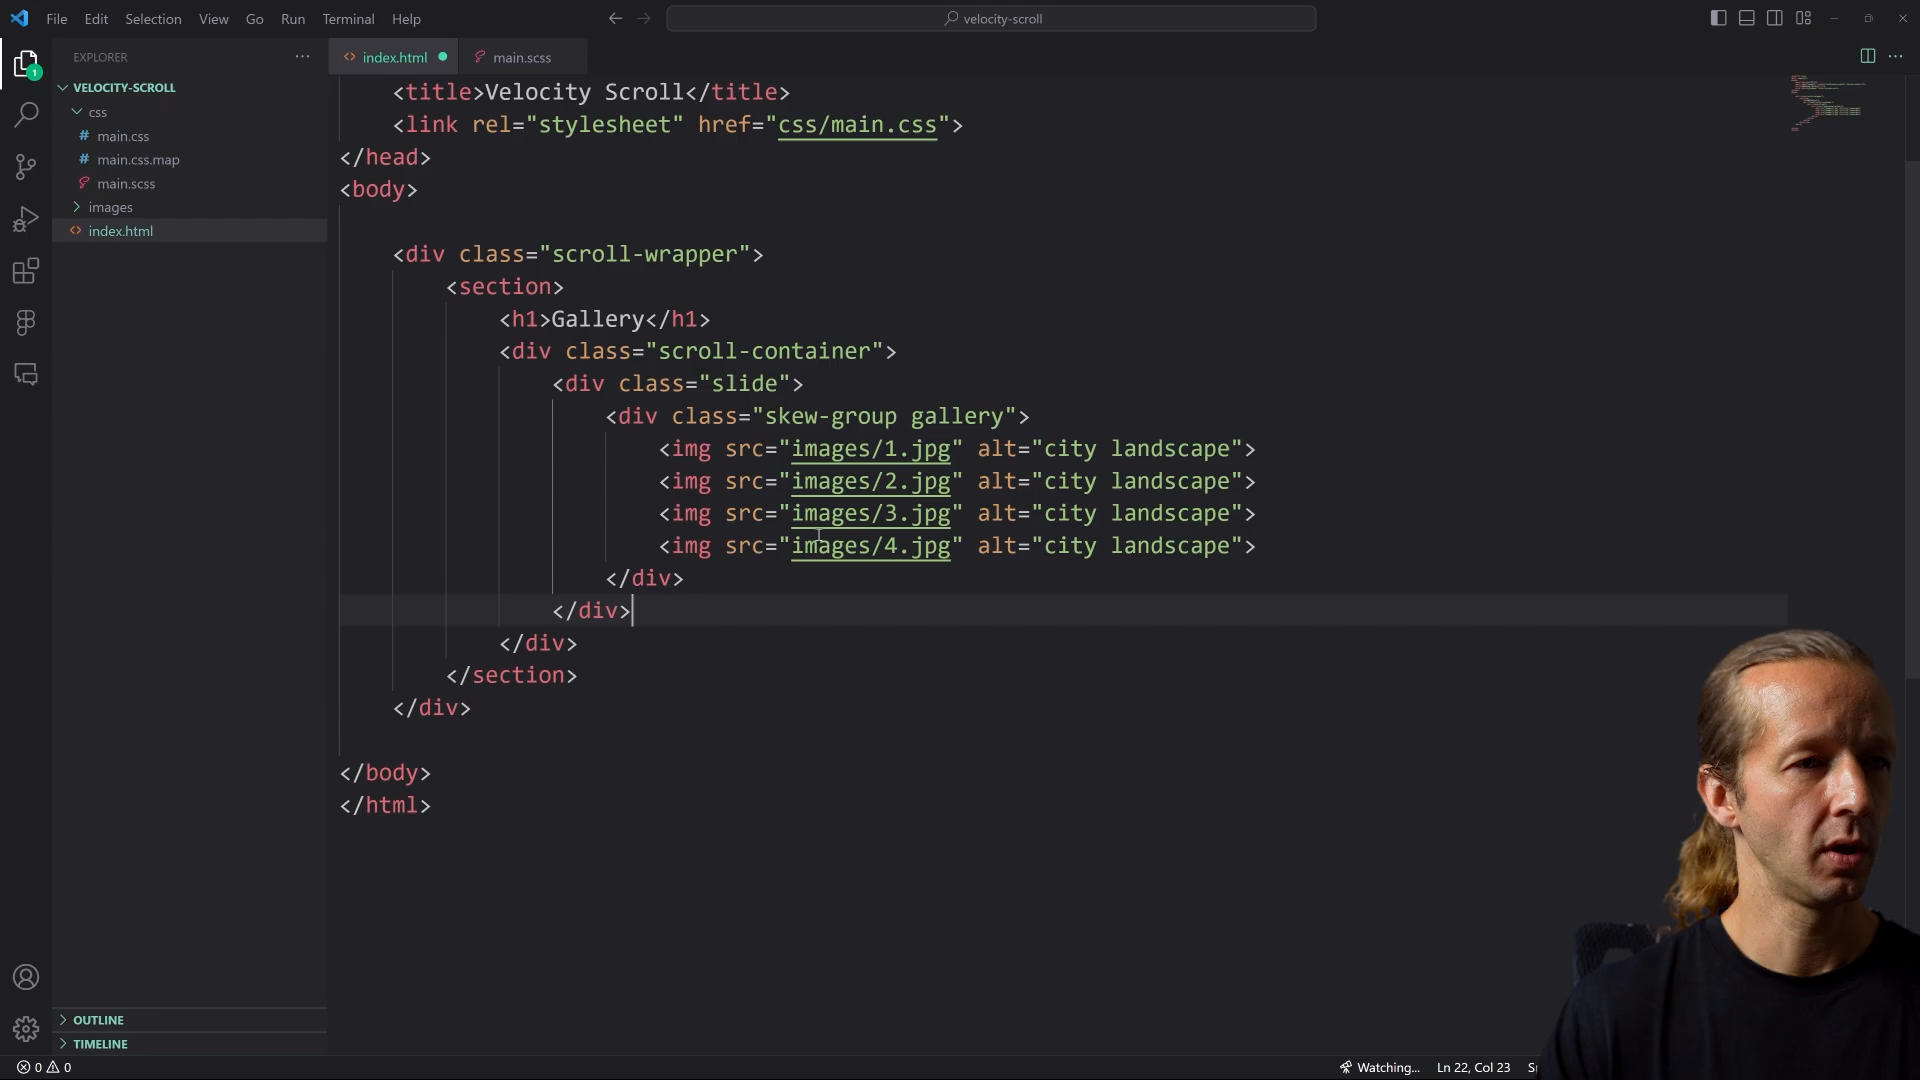 File Edit Selection View Go Run Terminal Help
velocity-scroll
EXPLORER
index.html
main.scss
1
VELOCITY-SCROLL
css
main.css
main.css.map
main.scss
images
index.html
<title>Velocity Scroll</title>
<link rel="stylesheet" href="css/main.css">
</head>
<body>
<div class="scroll-wrapper">
<section>
<h1>Gallery</h1>
<div class="scroll-container">
<div class="slide">
<div class="skew-group gallery">
<img src="images/1.jpg" alt="city landscape">
<img src="images/2.jpg" alt="city landscape">
<img src="images/3.jpg" alt="city landscape">
<img src="images/4.jpg" alt="city landscape">
</div>
</div>
</div>
</section>
</div>
</body>
</html>
OUTLINE
TIMELINE
0 0
Watching... Ln 22, Col 23